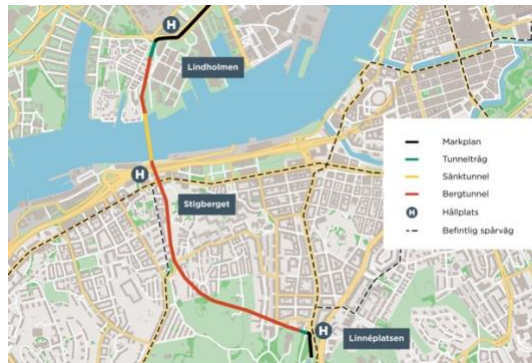 H
Lindholmen
H
Stigberget
H
Linnéplatsen
Markplan
Tunneltråg
Sänktunnel
Bergtunnel
H Hållplats
Befintlig spårväg